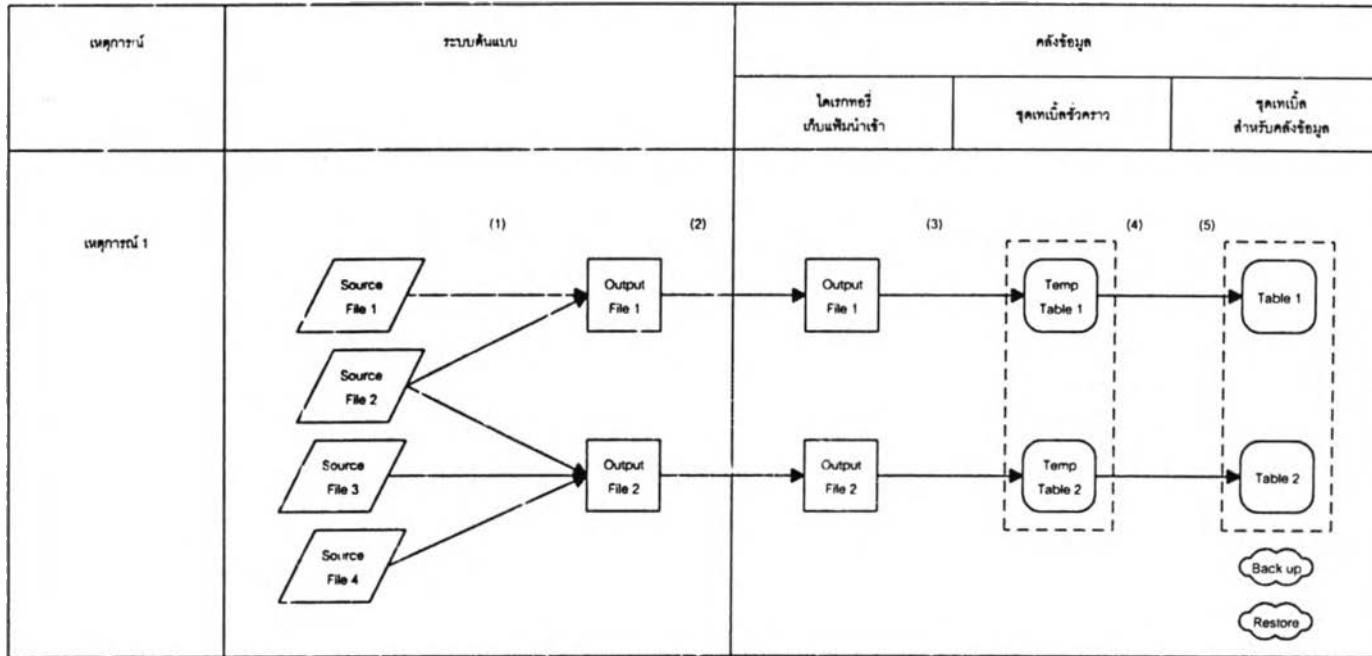 เหตุการณ์
ระบบต้นแบบ
คลังข้อมูล
ไดเรกทอรี่
เก็บแฟ้มนำเข้า
ชุดเทเบิ้ลชั่วคราว
ชุดเทเบิ้ล
สำหรับคลังข้อมูล
เหตุการณ์ 1
(1)
(2)
(3)
(4)
(5)
Source
File 1
Output
File 1
Output
File 1
Temp
Table 1
Table 1
Source
File 2
Source
File 3
Output
File 2
Output
File 2
Temp
Table 2
Table 2
Source
File 4
Back up
Restore